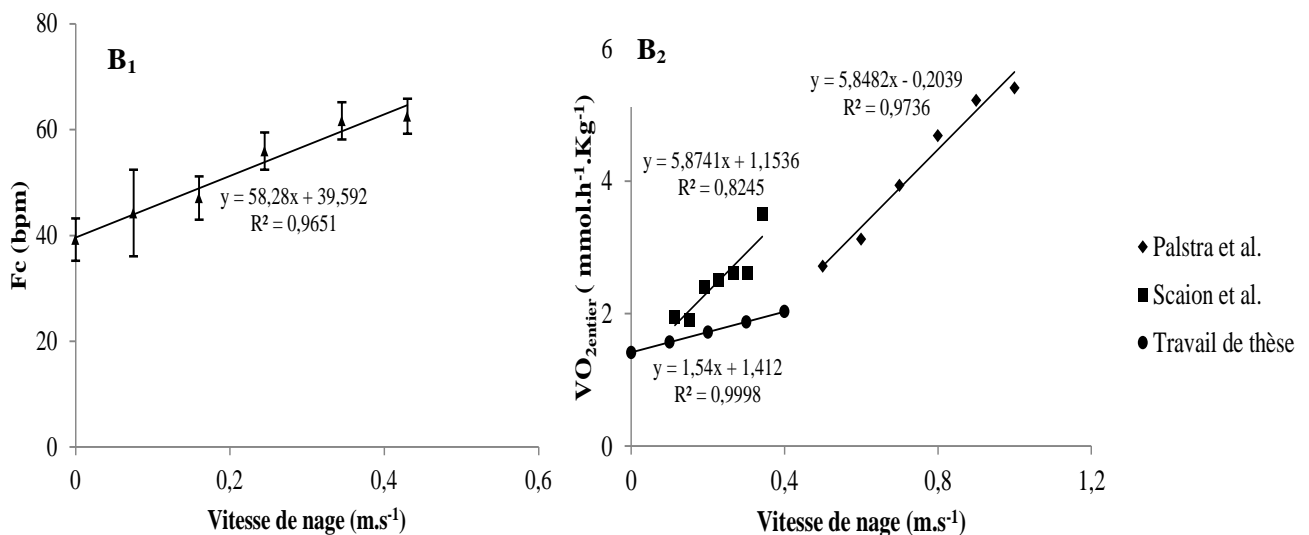 B₁
Fc (bpm)
80
60
40
20
0
y = 58,28x + 39,592
R² = 0,9651
0
0,2
0,4
0,6
Vitesse de nage (m.s⁻¹)
B₂
VO₂entier ( mmol.h⁻¹.Kg⁻¹)
6
4
2
0
y = 5,8482x - 0,2039
R² = 0,9736
y = 5,8741x + 1,1536
R² = 0,8245
y = 1,54x + 1,412
R² = 0,9998
0
0,4
0,8
1,2
Vitesse de nage (m.s⁻¹)
Palstra et al.
Scaion et al.
Travail de thèse